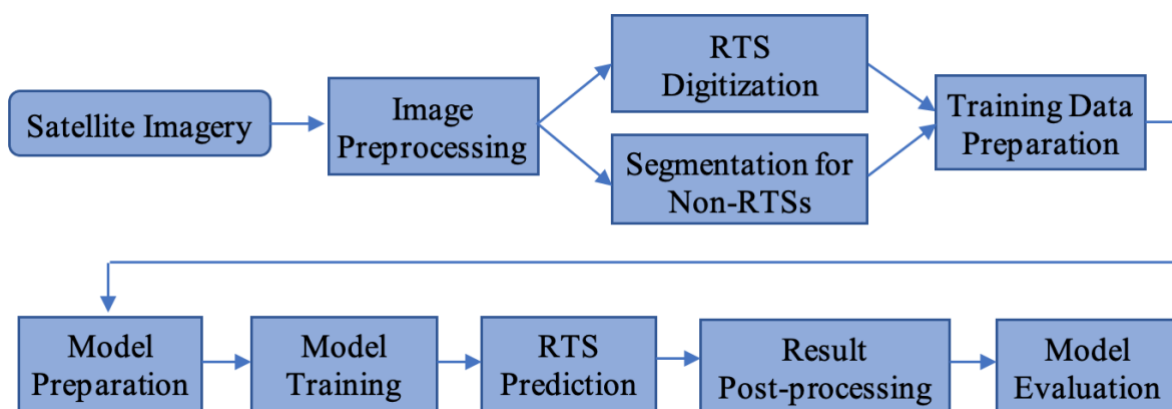 Satellite Imagery
Image
Preprocessing
RTS
Digitization
Segmentation for
Non-RTSs
Training Data
Preparation
Model
Preparation
Model
Training
RTS
Prediction
Result
Post-processing
Model
Evaluation